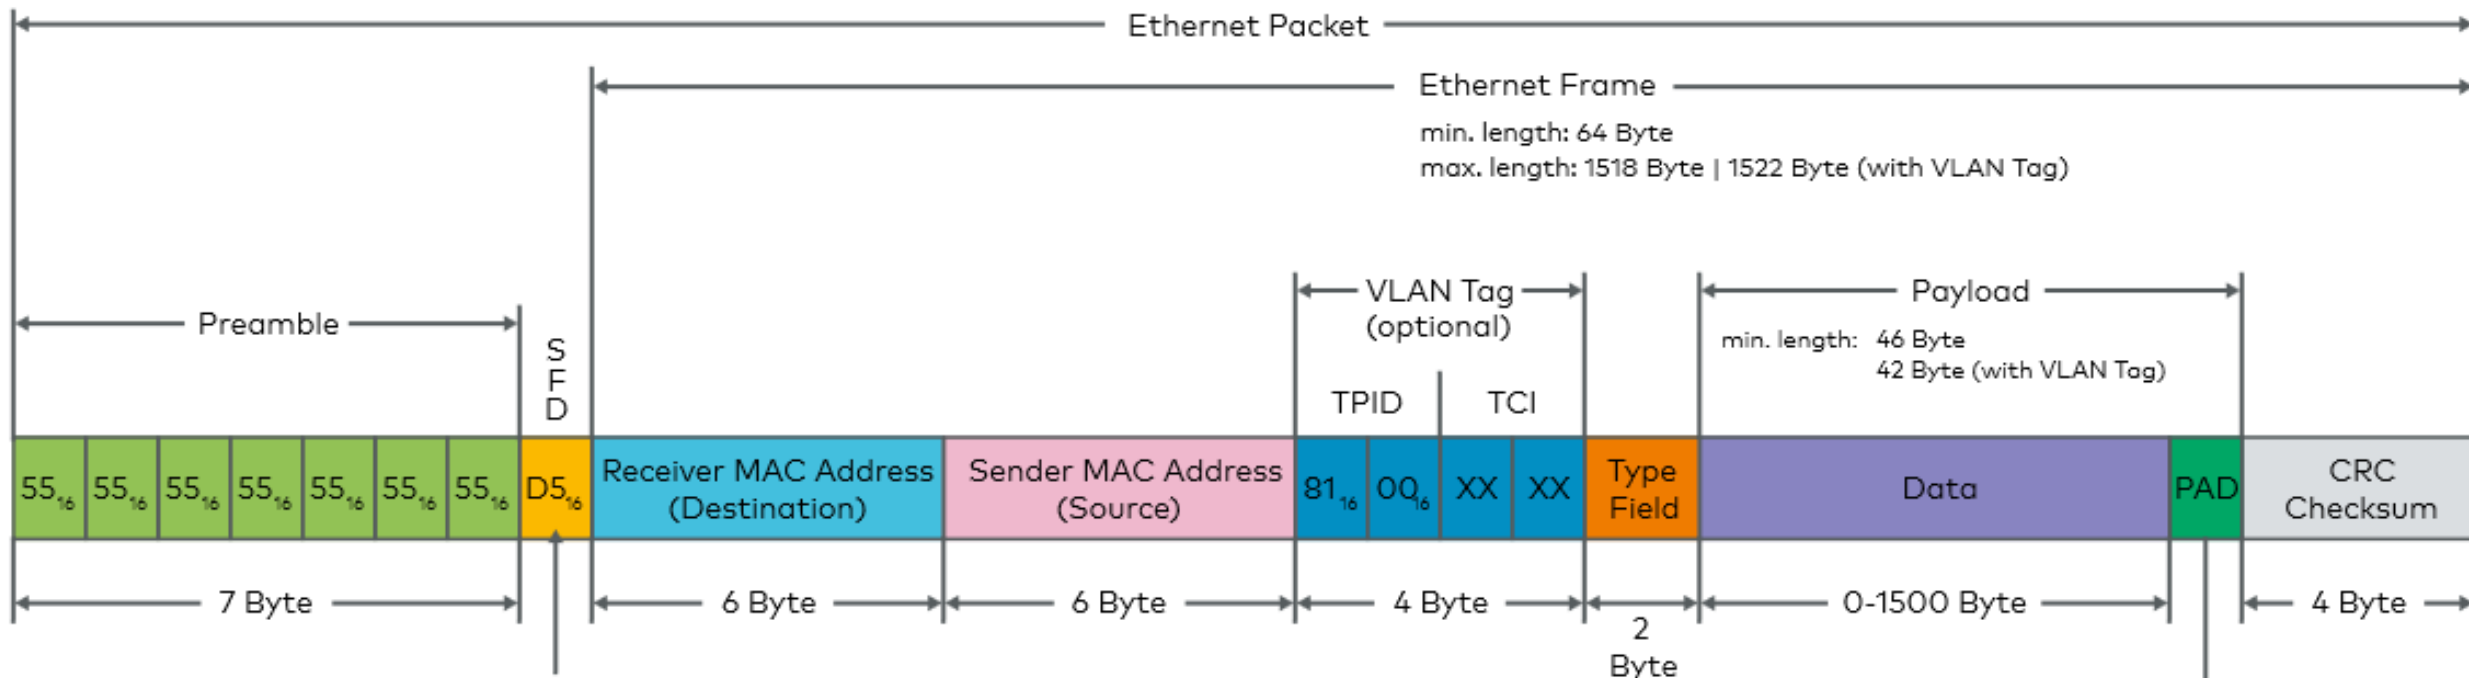 Ethernet Packet
Ethernet Frame
min. length: 64 Byte
max. length: 1518 Byte | 1522 Byte (with VLAN Tag)
VLAN Tag
(optional)
Payload
min. length: 46 Byte
42 Byte (with VLAN Tag)
Preamble
S
F
D
TPID TCI
55₁₆ 55₁₆ 55₁₆ 55₁₆ 55₁₆ 55₁₆ 55₁₆ D5₁₆
Receiver MAC Address
(Destination)
Sender MAC Address
(Source)
81₁₆ 00₁₆ XX XX
Type
Field
Data
PAD
CRC
Checksum
7 Byte
6 Byte
6 Byte
4 Byte
2
Byte
0-1500 Byte
4 Byte